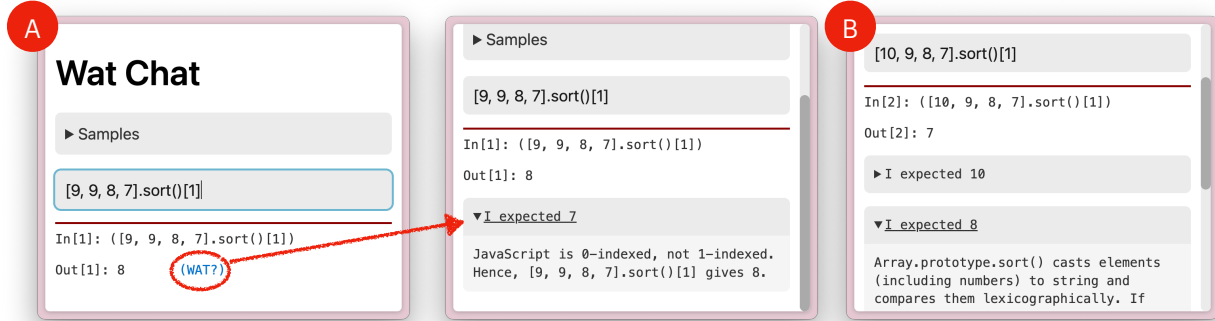 A
Wat Chat
▶ Samples
[9, 9, 8, 7].sort()[1]
In[1]: ([9, 9, 8, 7].sort()[1])
Out[1]: 8 (WAT?)
▶ Samples
[9, 9, 8, 7].sort()[1]
In[1]: ([9, 9, 8, 7].sort()[1])
Out[1]: 8
▼I expected 7
JavaScript is 0-indexed, not 1-indexed.
Hence, [9, 9, 8, 7].sort()[1] gives 8.
B
[10, 9, 8, 7].sort()[1]
In[2]: ([10, 9, 8, 7].sort()[1])
Out[2]: 7
▶I expected 10
▼I expected 8
Array.prototype.sort() casts elements
(including numbers) to string and
compares them lexicographically. If